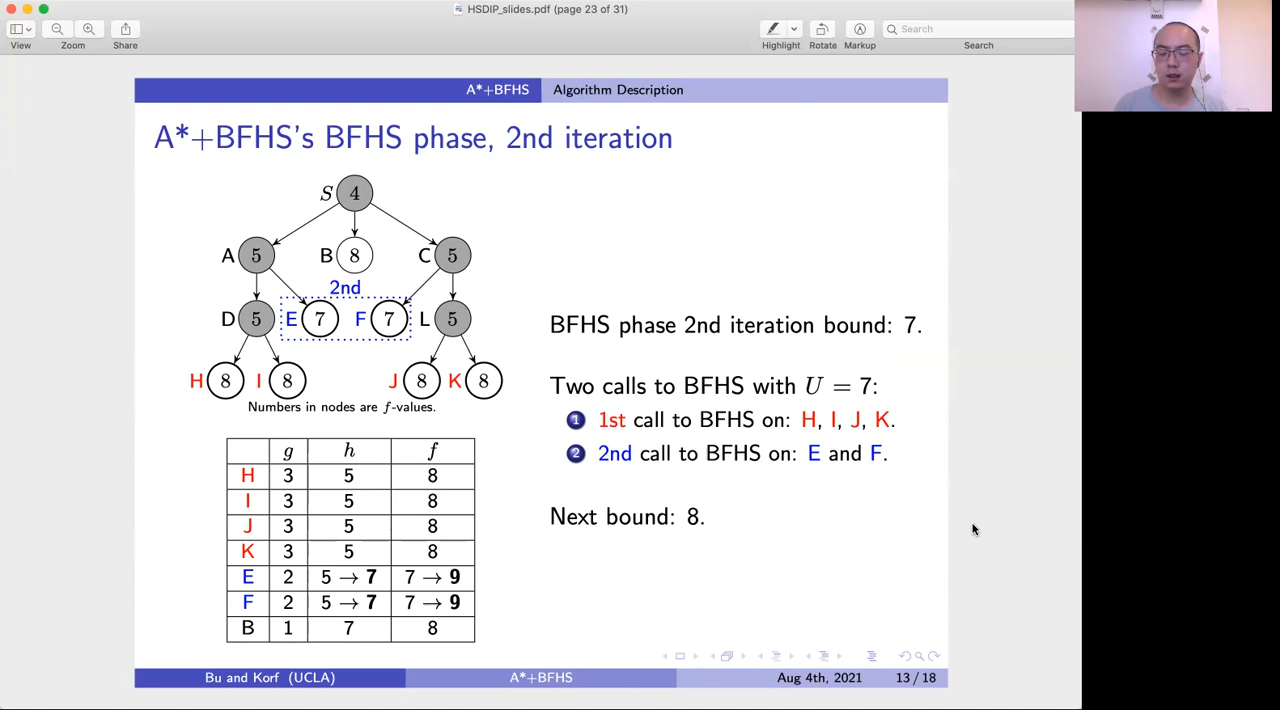 HSDIP_slides.pdf (page 23 of 31)
View
Zoom
Share
Highlight
Rotate
Markup
Search
Search
A*+BFHS
Algorithm Description
A*+BFHS's BFHS phase, 2nd iteration
S 4
A 5 B 8 C 5
2nd
D 5 E 7 F 7 L 5
H 8 I 8 J 8 K 8
Numbers in nodes are f-values.
g h f
H 3 5 8
I 3 5 8
J 3 5 8
K 3 5 8
E 2 5 → 7 7 → 9
F 2 5 → 7 7 → 9
B 1 7 8
BFHS phase 2nd iteration bound: 7.
Two calls to BFHS with U = 7:
1 1st call to BFHS on: H, I, J, K.
2 2nd call to BFHS on: E and F.
Next bound: 8.
Bu and Korf (UCLA)
A*+BFHS
Aug 4th, 2021
13 / 18